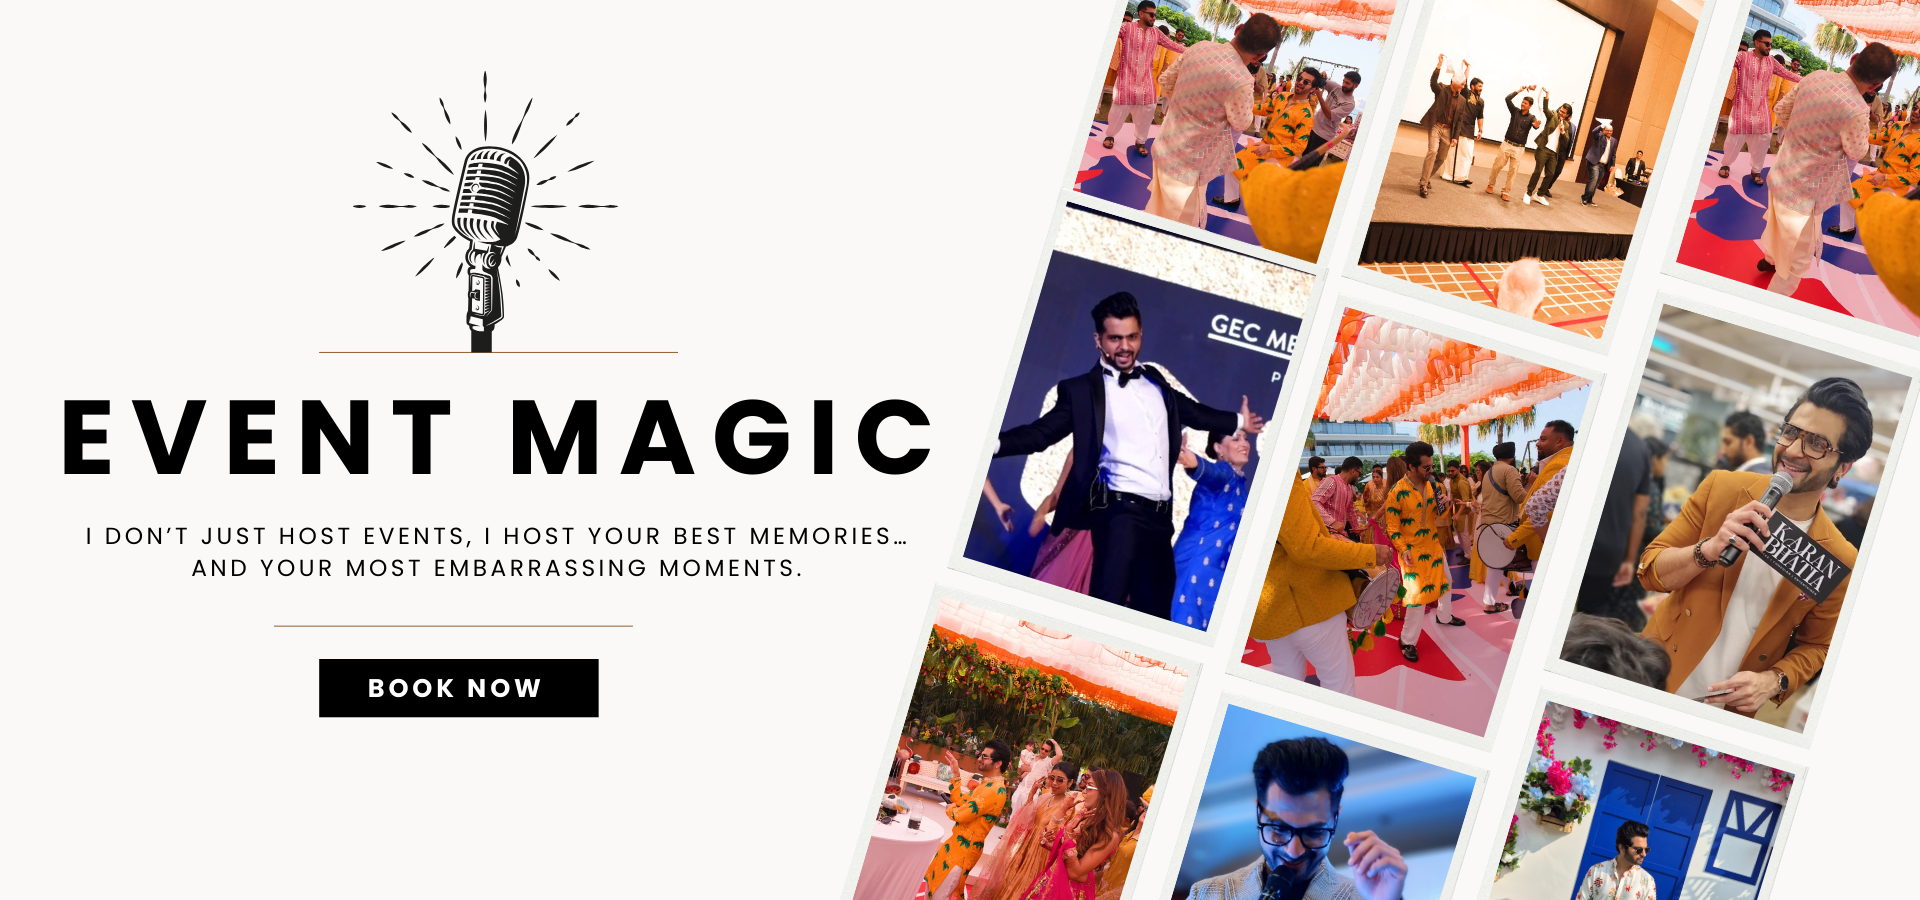 EVENT MAGIC
I DON’T JUST HOST EVENTS, I HOST YOUR BEST MEMORIES…
AND YOUR MOST EMBARRASSING MOMENTS.
BOOK NOW
GEC ME
P
KARAN
BHATIA